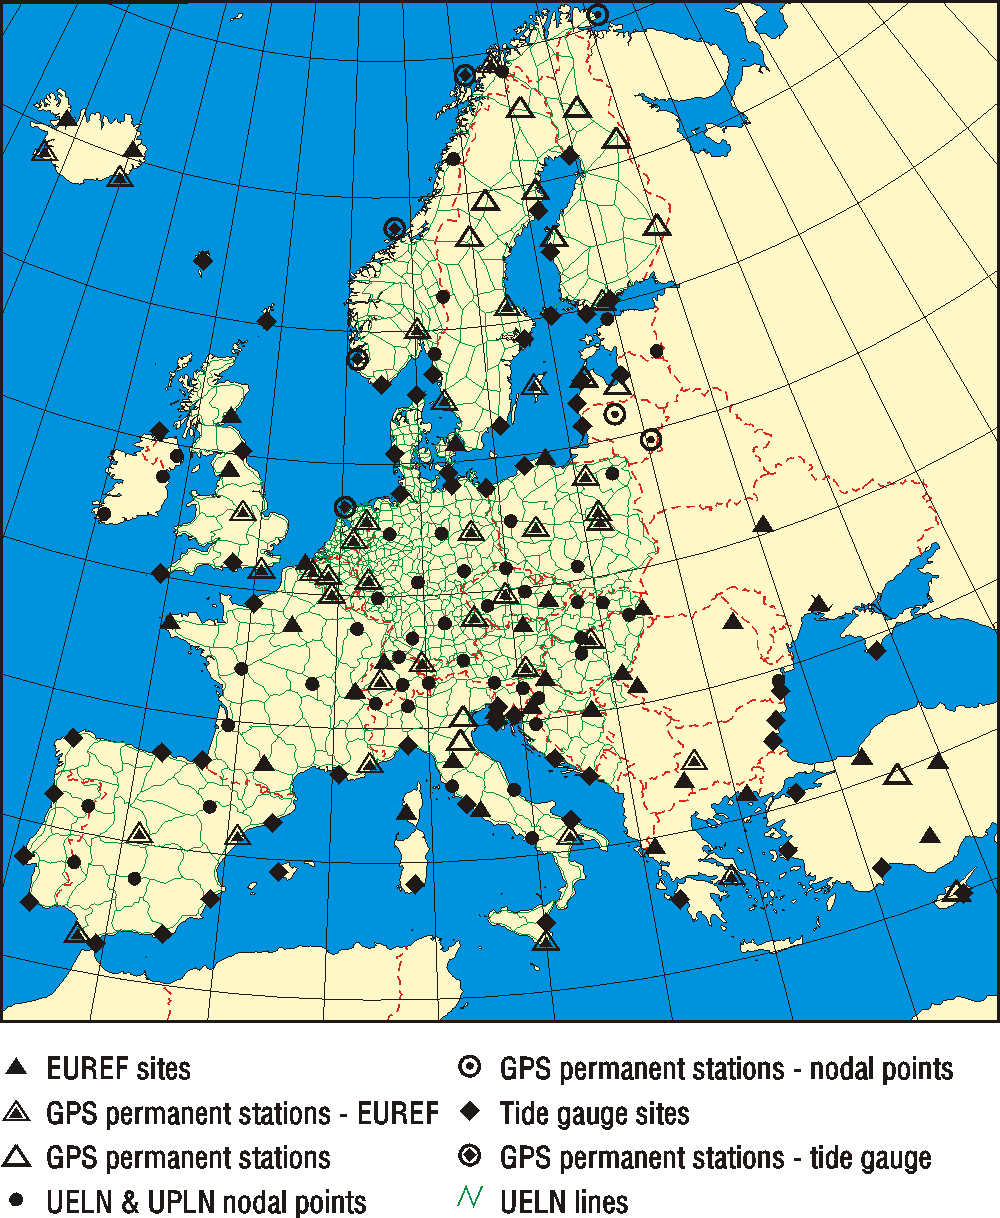 EUREF sites
GPS permanent stations - EUREF
GPS permanent stations
UELN & UPLN nodal points
GPS permanent stations - nodal points
Tide gauge sites
GPS permanent stations - tide gauge
UELN lines